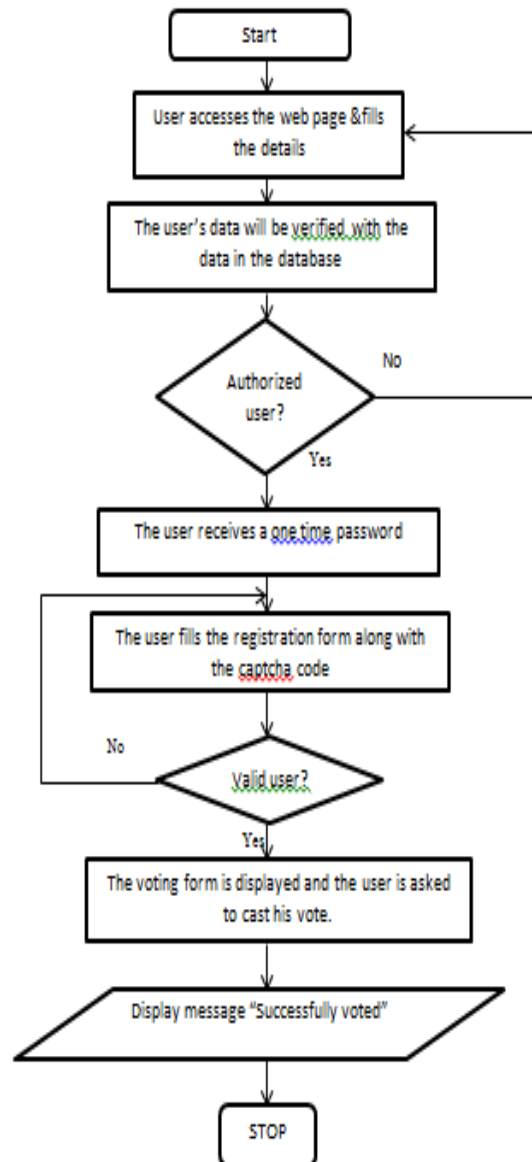 Start
User accesses the web page &fills
the details
The user's data will be verified with the
data in the database
No
Authorized
user?
Yes
The user receives a one time password
The user fills the registration form along with
the captcha code
No
Valid user?
Yes
The voting form is displayed and the user is asked
to cast his vote.
Display message “Successfully voted”
STOP